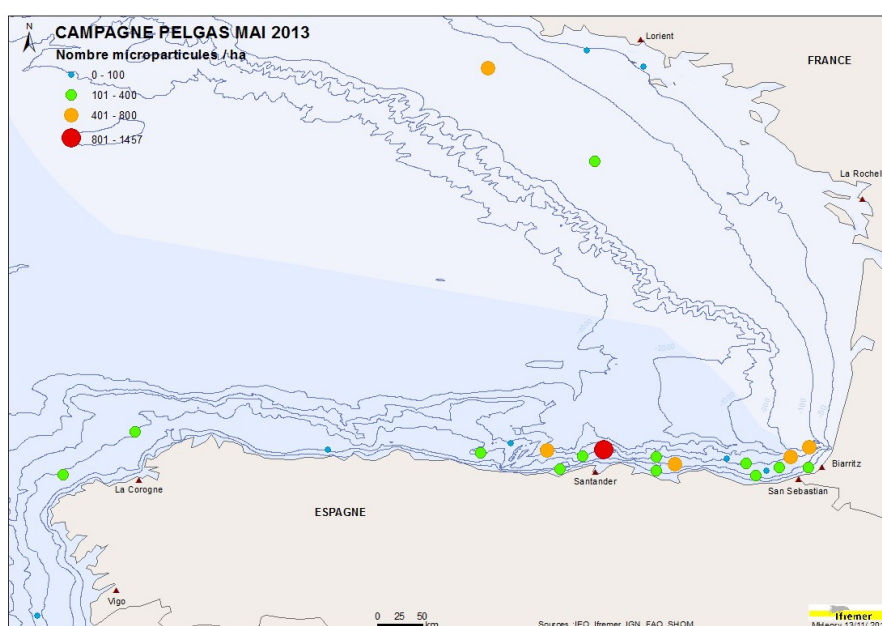 N
CAMPAGNE PELGAS MAI 2013
Nombre microparticules / ha
0 - 100
101 - 400
401 - 800
801 - 1457
Lorient
FRANCE
La Rochel
Biarritz
La Corogne
Santander
San Sebastian
ESPAGNE
Vigo
0 25 50
km
Sources : IEO, Ifremer, IGN, FAO, SHOM
Ifremer